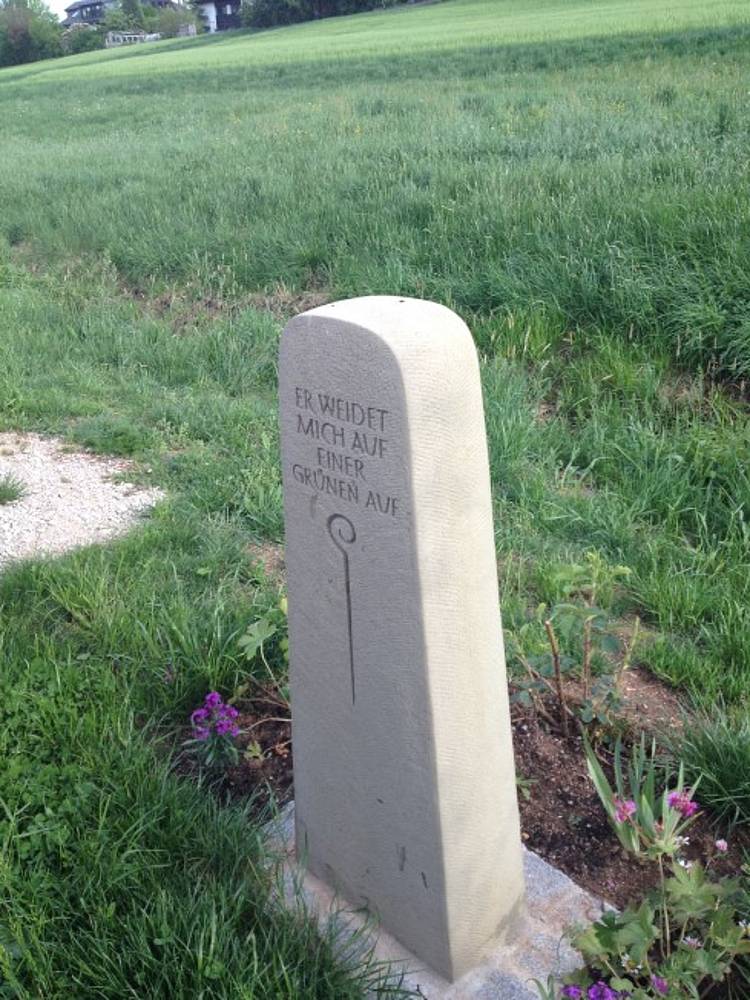 ER WEIDET
MICH AUF
EINER
GRÜNEN AUE